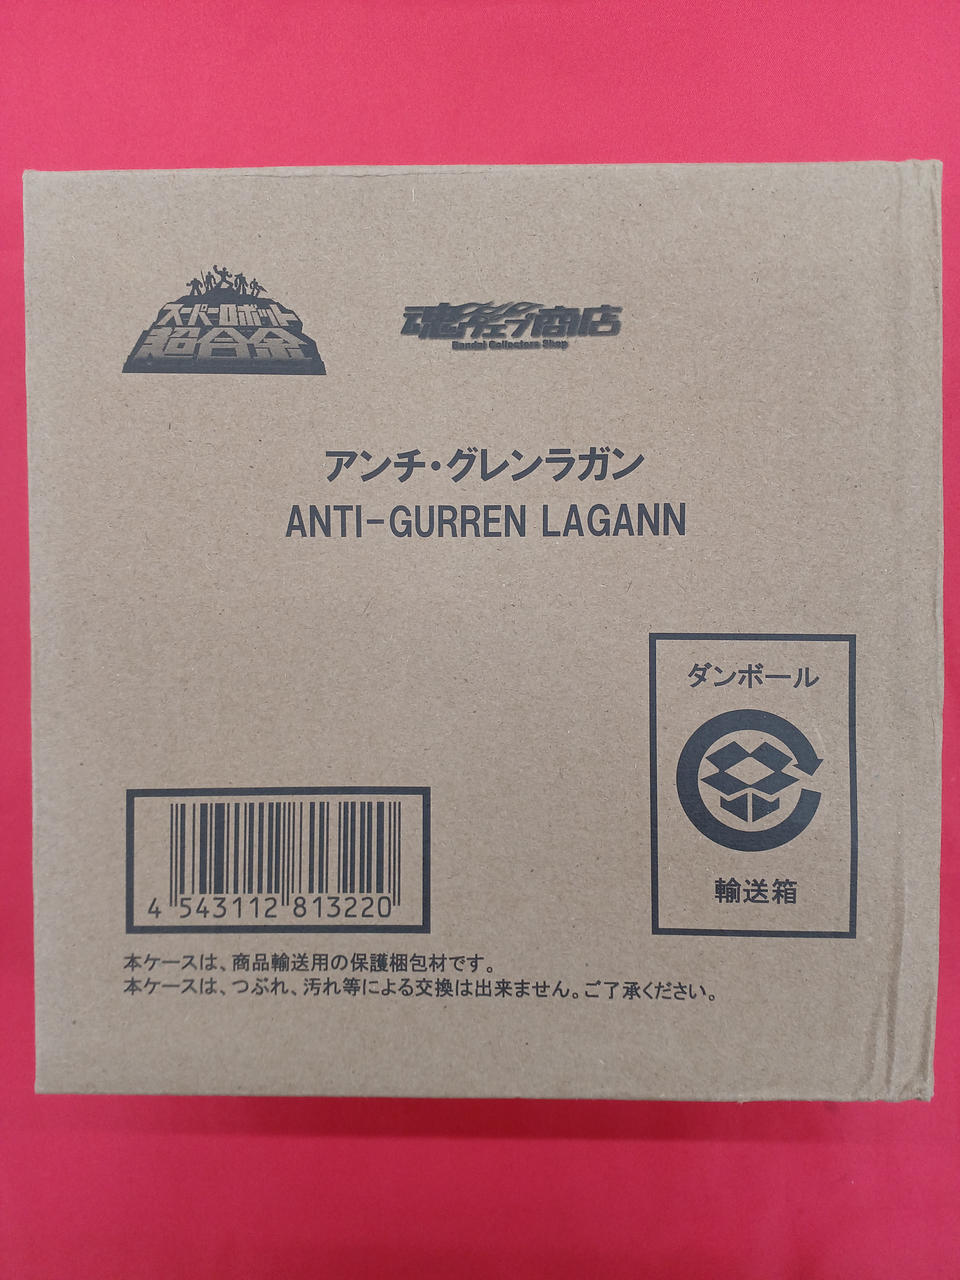 スーパーロボット
超合金
魂ウェブ商店
Bandai Collectors Shop
アンチ・グレンラガン
ANTI-GURREN LAGANN
ダンボール
輸送箱
4 543112 813220
本ケースは、商品輸送用の保護梱包材です。
本ケースは、つぶれ、汚れ等による交換は出来ません。ご了承ください。